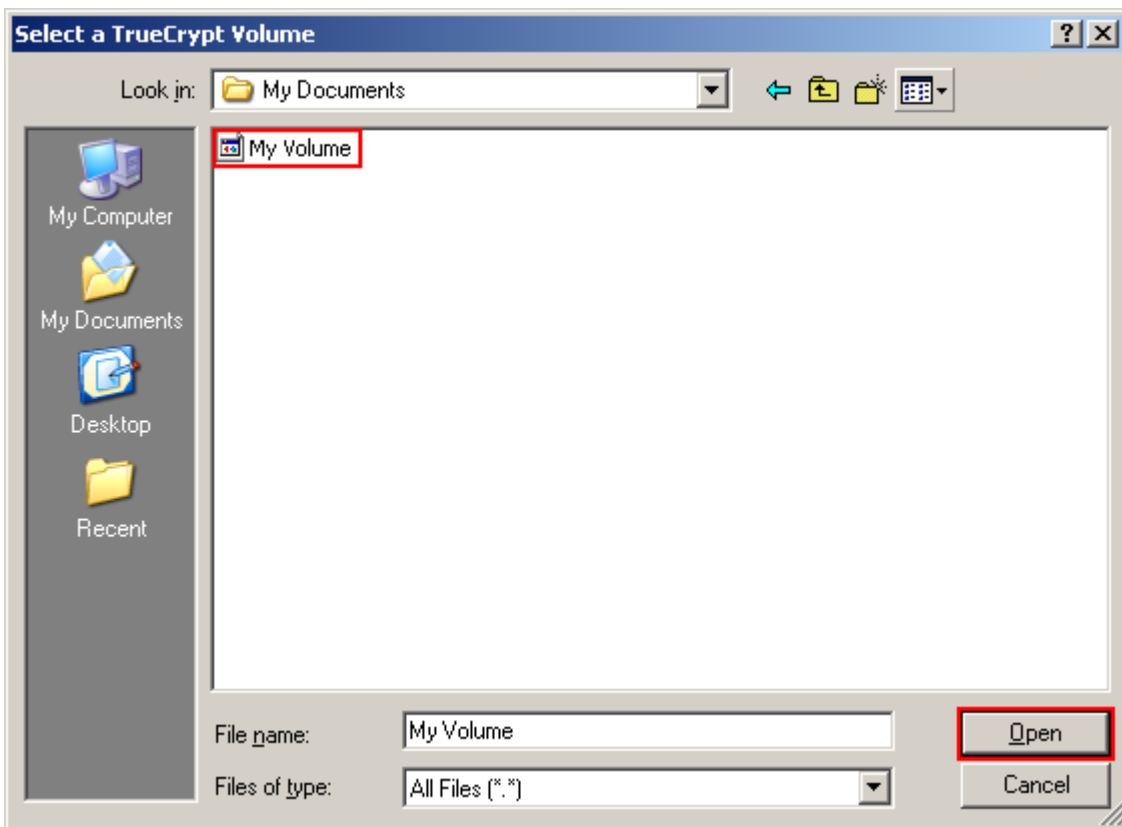 Select a TrueCrypt Volume
Look in: My Documents
My Volume
My Computer
My Documents
Desktop
Recent
File name: My Volume Open
Files of type: All Files (*.*) Cancel